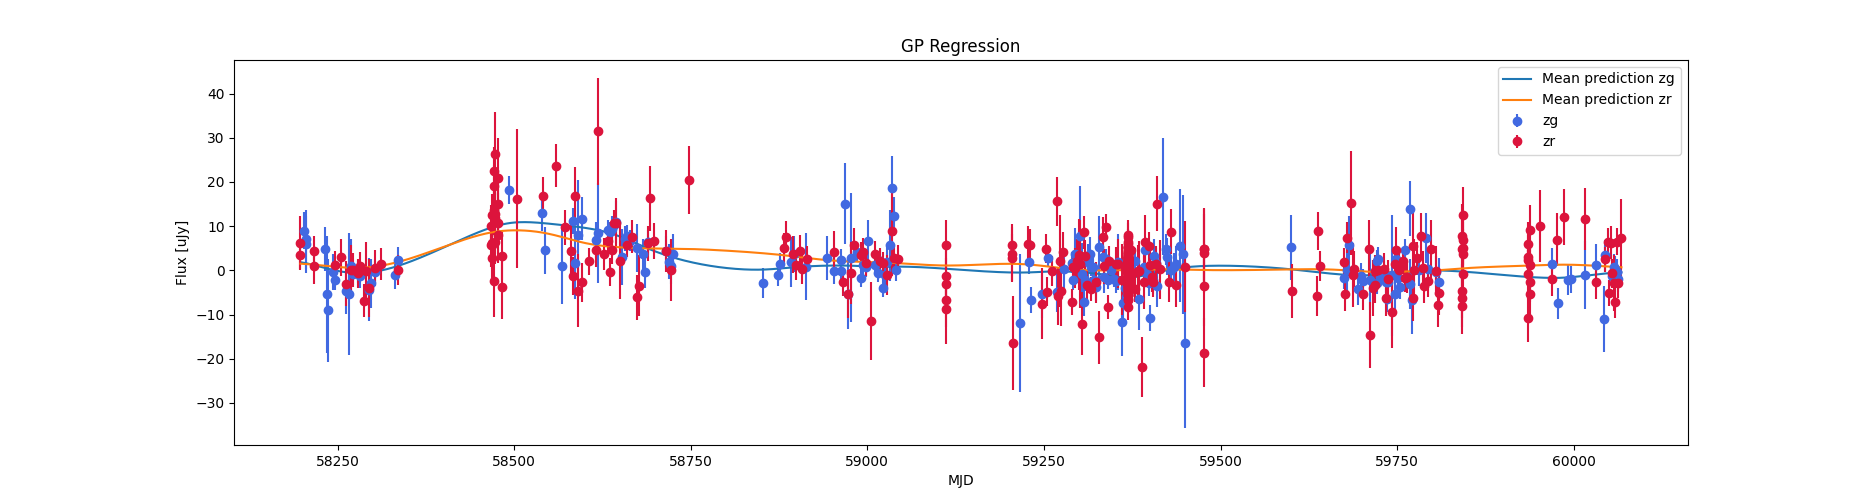 GP Regression
Flux [uJy]
40
30
20
10
0
−10
−20
−30
58250
58500
58750
59000
59250
59500
59750
60000
MJD
Mean prediction zg
Mean prediction zr
zg
zr